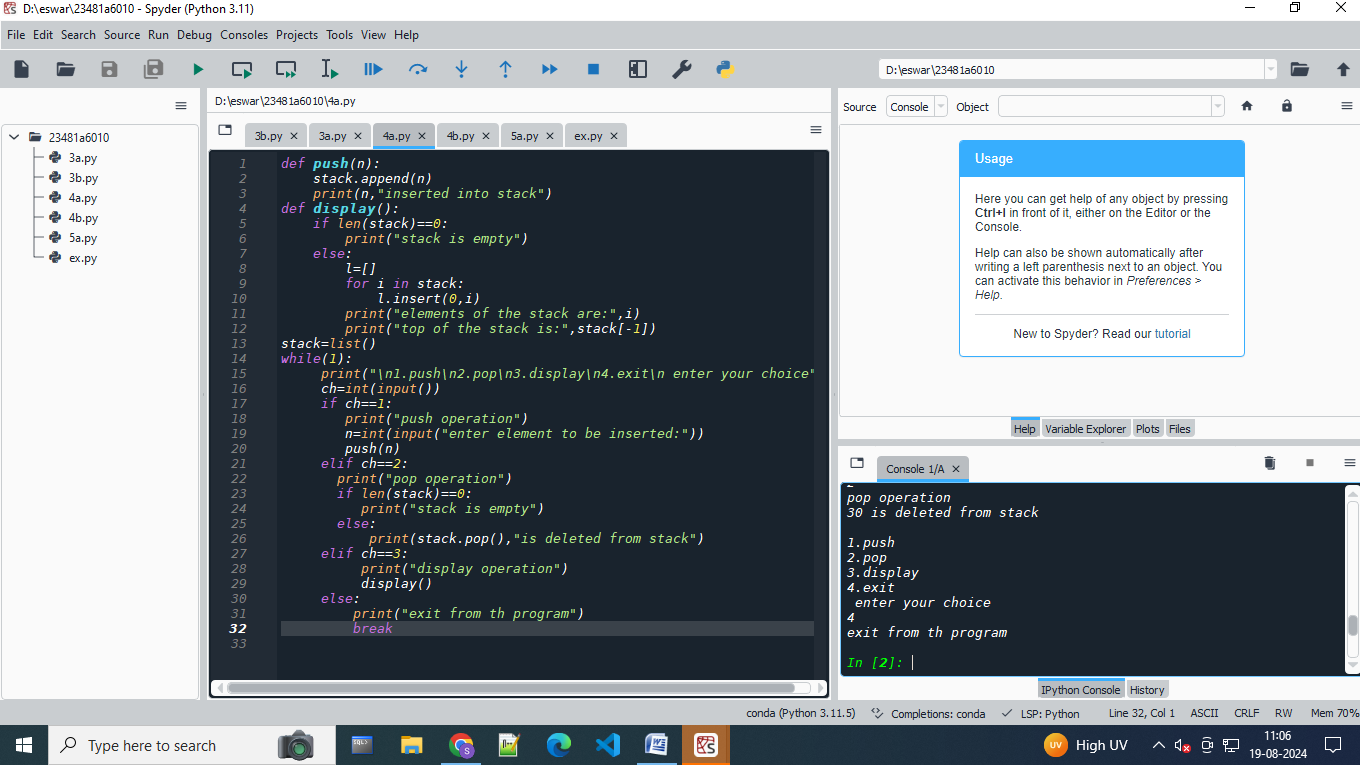 D:\eswar\23481a6010 - Spyder (Python 3.11)
File Edit Search Source Run Debug Consoles Projects Tools View Help
D:\eswar\23481a6010
D:\eswar\23481a6010\4a.py
3b.py 3a.py 4a.py 4b.py 5a.py ex.py
23481a6010
3a.py
3b.py
4a.py
4b.py
5a.py
ex.py
1 def push(n):
2     stack.append(n)
3     print(n,"inserted into stack")
4 def display():
5     if len(stack)==0:
6         print("stack is empty")
7     else:
8         l=[]
9         for i in stack:
10             l.insert(0,i)
11         print("elements of the stack are:",i)
12         print("top of the stack is:",stack[-1])
13 stack=list()
14 while(1):
15      print("\n1.push\n2.pop\n3.display\n4.exit\n enter your choice"
16      ch=int(input())
17      if ch==1:
18         print("push operation")
19         n=int(input("enter element to be inserted:"))
20         push(n)
21      elif ch==2:
22        print("pop operation")
23        if len(stack)==0:
24           print("stack is empty")
25        else:
26            print(stack.pop(),"is deleted from stack")
27      elif ch==3:
28           print("display operation")
29           display()
30      else:
31          print("exit from th program")
32          break
33
Source Console Object
Usage
Here you can get help of any object by pressing
Ctrl+I in front of it, either on the Editor or the
Console.
Help can also be shown automatically after
writing a left parenthesis next to an object. You
can activate this behavior in Preferences >
Help.
New to Spyder? Read our tutorial
Help Variable Explorer Plots Files
Console 1/A
2
pop operation
30 is deleted from stack
1.push
2.pop
3.display
4.exit
 enter your choice
4
exit from th program
In [2]:
IPython Console History
conda (Python 3.11.5) Completions: conda LSP: Python Line 32, Col 1 ASCII CRLF RW Mem 70%
Type here to search
High UV
11:06
19-08-2024